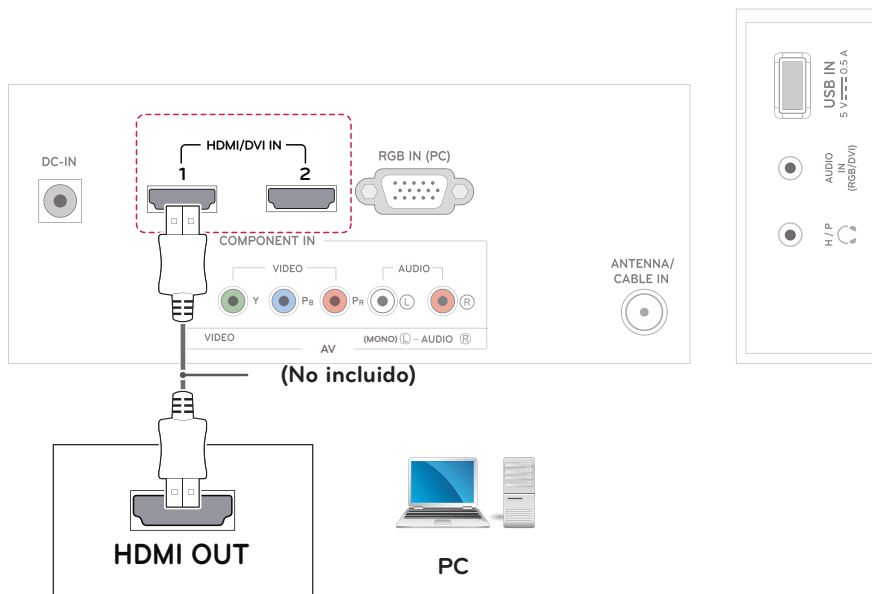 DC-IN
HDMI/DVI IN
1
2
RGB IN (PC)
COMPONENT IN
VIDEO
AUDIO
Y
PB
PR
L
R
VIDEO
AV
(MONO) L - AUDIO R
ANTENNA/
CABLE IN
(No incluido)
HDMI OUT
PC
USB IN
5 V 0.5 A
AUDIO
IN
(RGB/DVI)
H / P